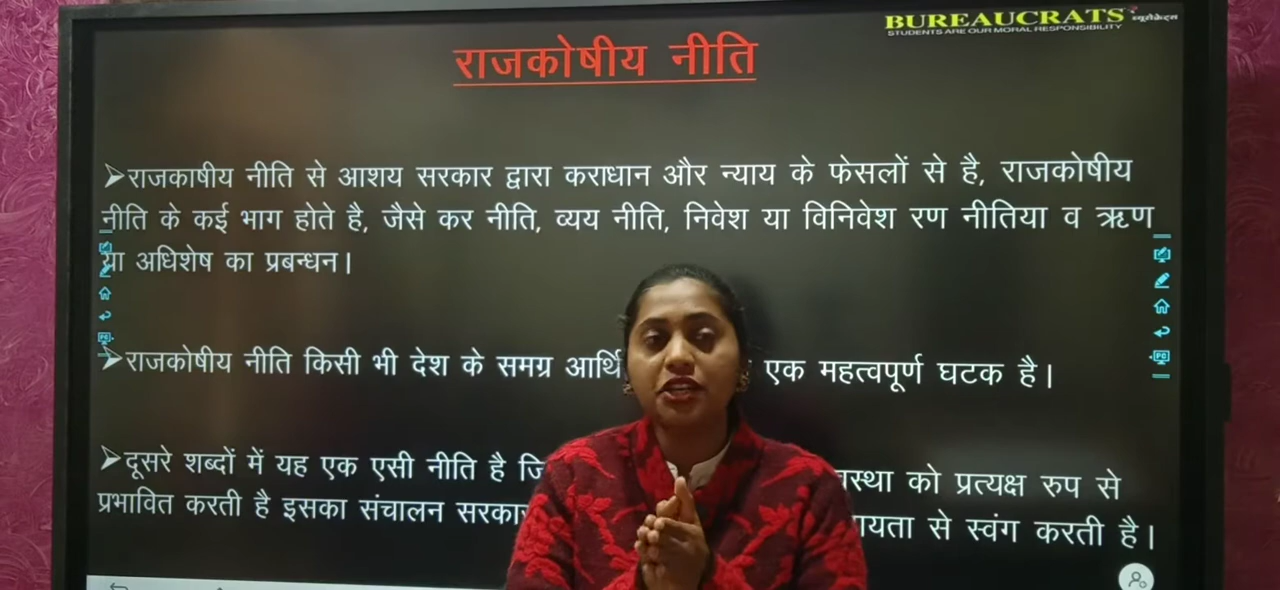 BUREAUCRATS ब्यूरोक्रेट्स
STUDENTS ARE OUR MORAL RESPONSIBILITY
राजकोषीय नीति
➢राजकाषीय नीति से आशय सरकार द्वारा कराधान और न्याय के फेसलों से है, राजकोषीय
नीति के कई भाग होते है, जैसे कर नीति, व्यय नीति, निवेश या विनिवेश रण नीतिया व ऋण
या अधिशेष का प्रबन्धन।
➢राजकोषीय नीति किसी भी देश के समग्र आर्थि एक महत्वपूर्ण घटक है।
➢दूसरे शब्दों में यह एक एसी नीति है को प्रत्यक्ष रुप से
प्रभावित करती है इसका संचालन से स्वंग करती है।
PC
PC